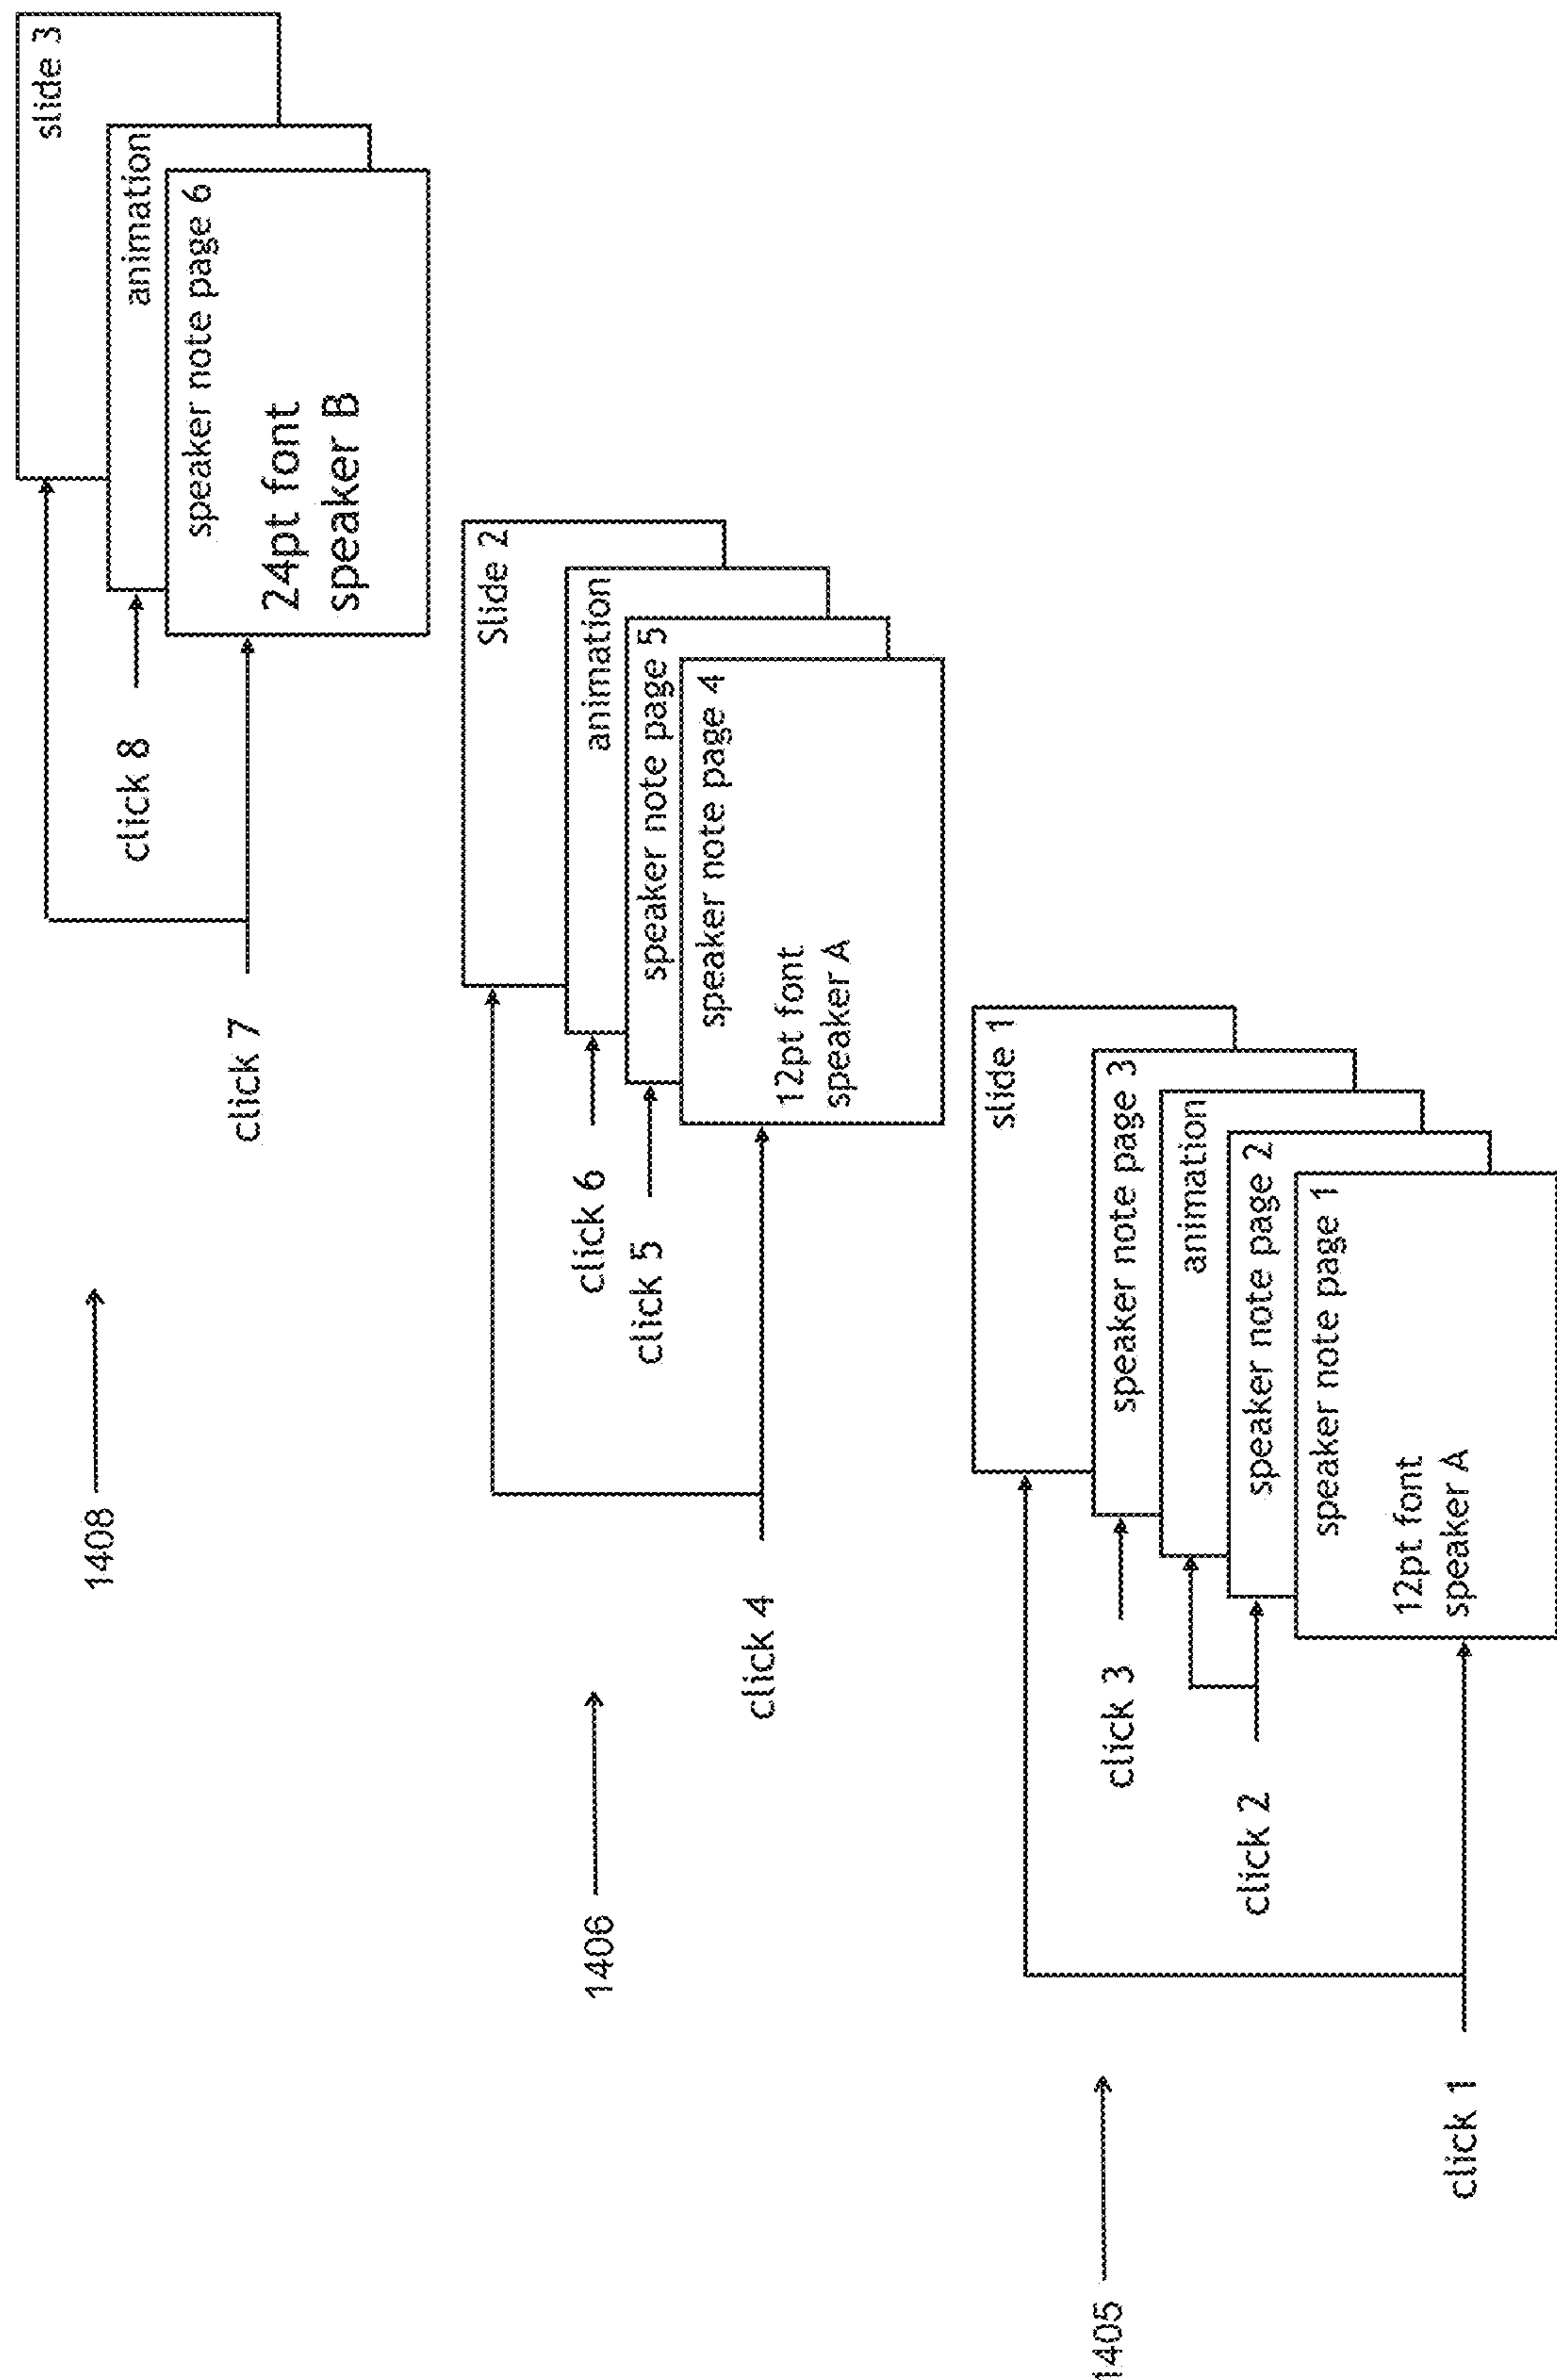 1408
click 7
click 8
slide 3
animation
speaker note page 6
24pt font
speaker B
1406
click 4
click 6
click 5
Slide 2
animation
speaker note page 5
speaker note page 4
12pt font
speaker A
1405
click 1
click 3
click 2
slide 1
speaker note page 3
animation
speaker note page 2
speaker note page 1
12pt font
speaker A